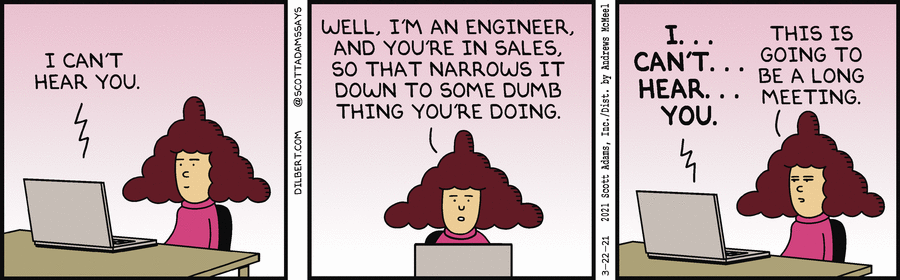 I CAN'T
HEAR YOU.
DILBERT.COM @SCOTTADAMSSAYS
WELL, I'M AN ENGINEER,
AND YOU'RE IN SALES,
SO THAT NARROWS IT
DOWN TO SOME DUMB
THING YOU'RE DOING.
3-22-21 2021 Scott Adams, Inc./Dist. by Andrews McMeel
I...
CAN'T...
HEAR...
YOU.
THIS IS
GOING TO
BE A LONG
MEETING.